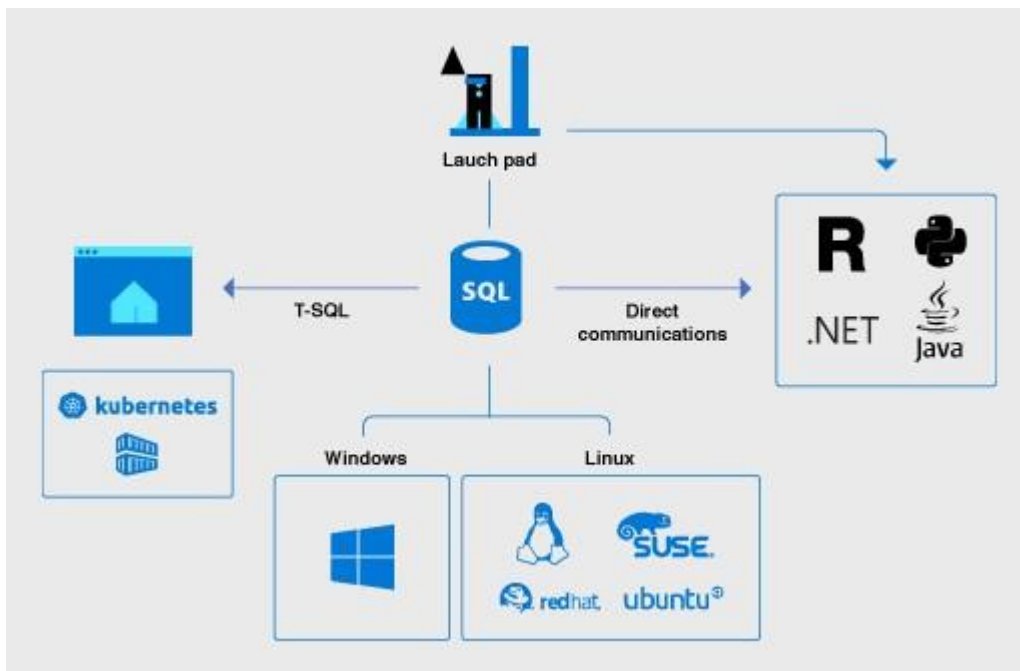 Lauch pad
SQL
T-SQL
Direct
communications
R
.NET
Java
kubernetes
Windows
Linux
SUSE.
redhat.
ubuntu